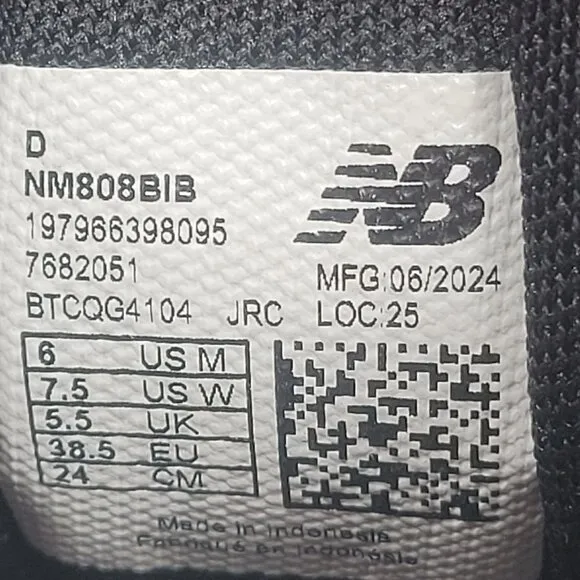 D
NM808BIB
197966398095
7682051
BTCQG4104 JRC
NB
MFG:06/2024
LOC:25
6 US M
7.5 US W
5.5 UK
38.5 EU
24 CM
Made in Indonesia
Fabriqué en Indonésie